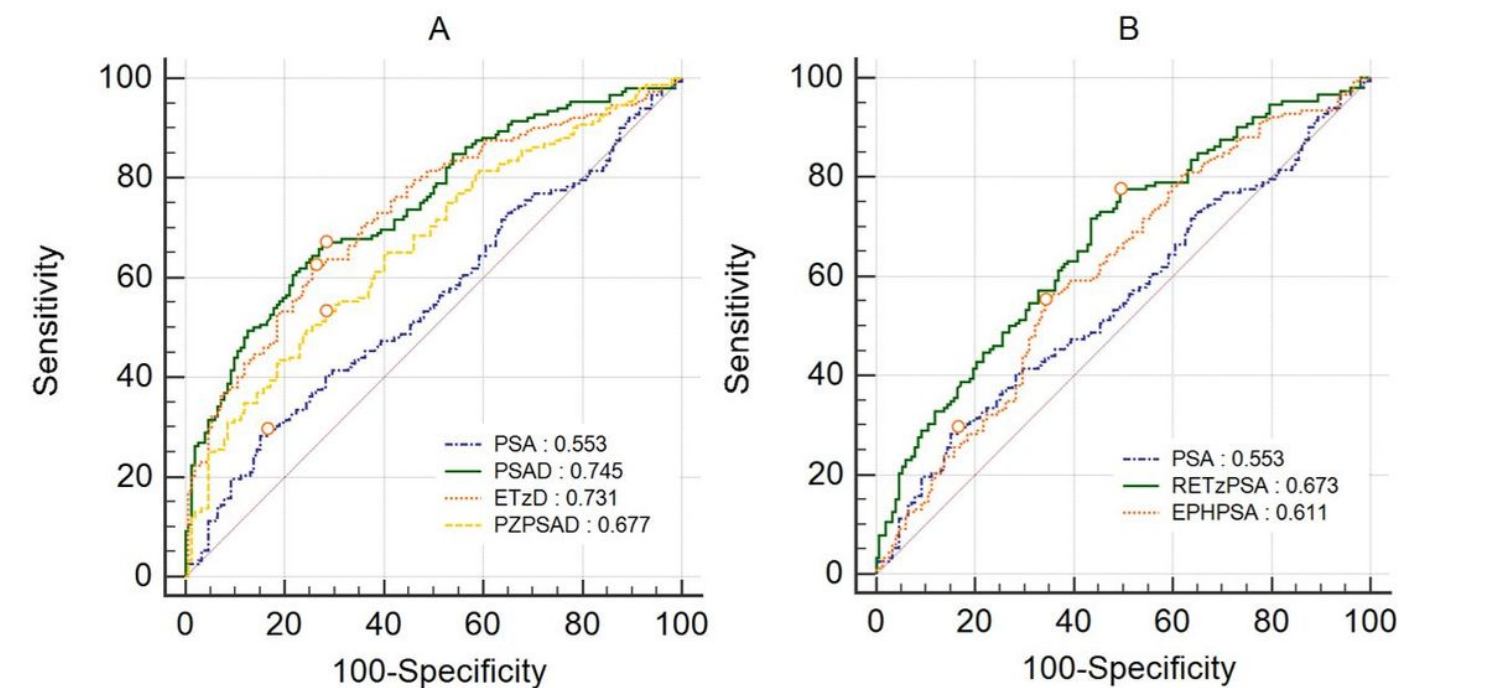 A
100
80
60
40
20
0
Sensitivity
PSA : 0.553
PSAD : 0.745
ETzD : 0.731
PZPSAD : 0.677
0 20 40 60 80 100
100-Specificity
B
100
80
60
40
20
0
Sensitivity
PSA : 0.553
RETzPSA : 0.673
EPHPSA : 0.611
0 20 40 60 80 100
100-Specificity